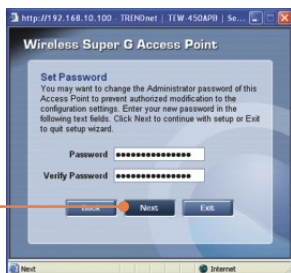 http://192.168.10.100 - TRENDnet | TEW-450APB | Se...
Wireless Super G Access Point
Set Password
You may want to change the Administrator password of this
Access Point to prevent authorized modification to the
configuration settings. Enter your new password in the
following text fields. Click Next to continue with setup or Exit
to quit setup wizard.
Password ●●●●●●●●●●●●●●●
Verify Password ●●●●●●●●●●●●●●●
Back Next Exit
Next Internet